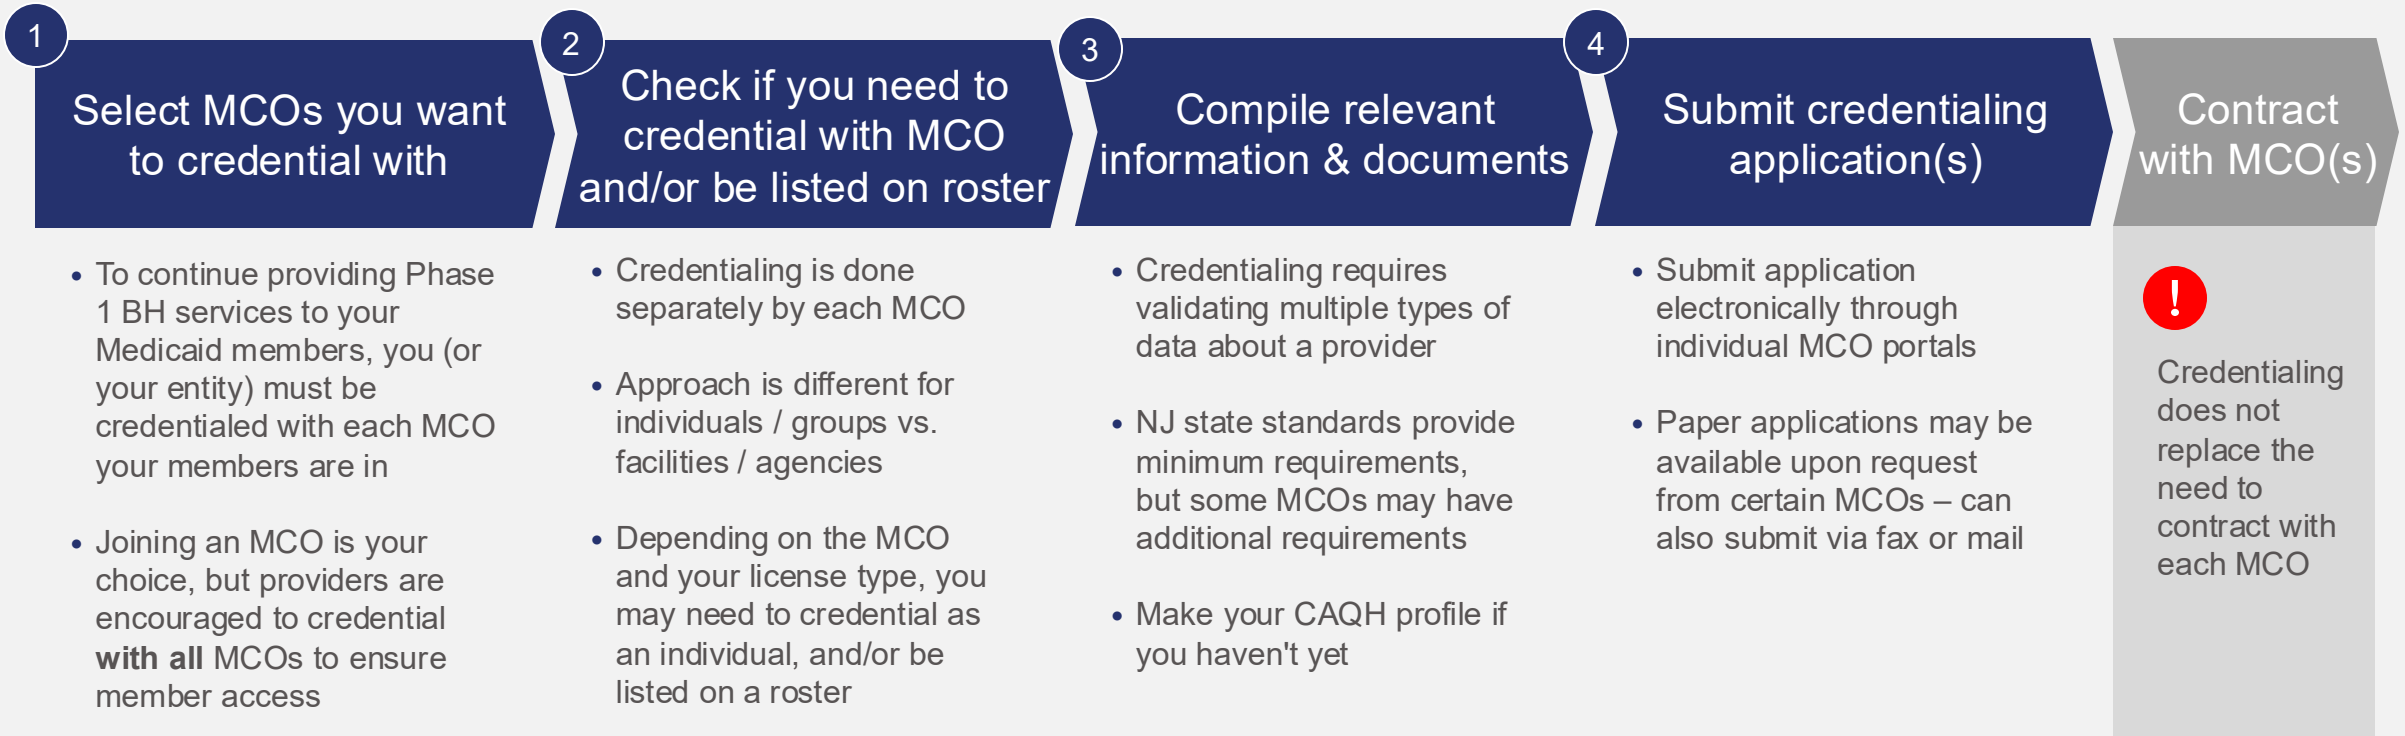 1
Select MCOs you want
to credential with
• To continue providing Phase
1 BH services to your
Medicaid members, you (or
your entity) must be
credentialed with each MCO
your members are in
• Joining an MCO is your
choice, but providers are
encouraged to credential
with all MCOs to ensure
member access
2
Check if you need to
credential with MCO
and/or be listed on roster
• Credentialing is done
separately by each MCO
• Approach is different for
individuals / groups vs.
facilities / agencies
• Depending on the MCO
and your license type, you
may need to credential as
an individual, and/or be
listed on a roster
3
Compile relevant
information & documents
• Credentialing requires
validating multiple types of
data about a provider
• NJ state standards provide
minimum requirements,
but some MCOs may have
additional requirements
• Make your CAQH profile if
you haven't yet
4
Submit credentialing
application(s)
• Submit application
electronically through
individual MCO portals
• Paper applications may be
available upon request
from certain MCOs – can
also submit via fax or mail
Contract
with MCO(s)
!
Credentialing
does not
replace the
need to
contract with
each MCO